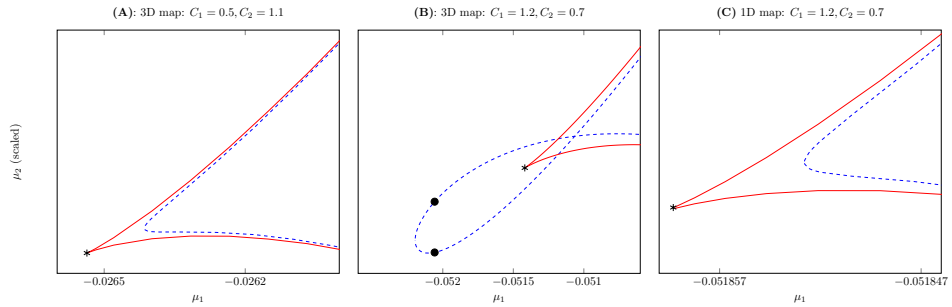 (A): 3D map: C₁ = 0.5, C₂ = 1.1
(B): 3D map: C₁ = 1.2, C₂ = 0.7
(C) 1D map: C₁ = 1.2, C₂ = 0.7
μ₂ (scaled)
−0.0265
−0.0262
−0.052
−0.0515
−0.051
−0.051857
−0.051847
μ₁
μ₁
μ₁